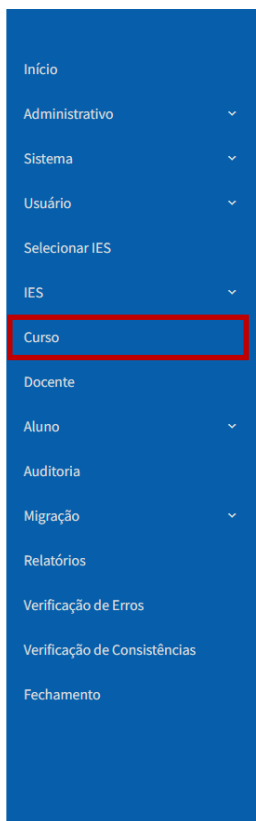 Início
Administrativo
Sistema
Usuário
Selecionar IES
IES
Curso
Docente
Aluno
Auditoria
Migração
Relatórios
Verificação de Erros
Verificação de Consistências
Fechamento